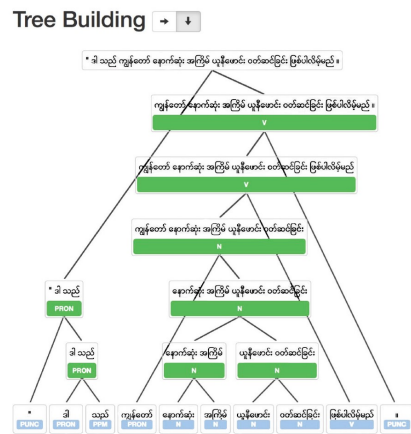 Tree Building
" ဒါ သည် ကျွန်တော် နောက်ဆုံး အကြိမ် ယူနီဖောင်း ဝတ်ဆင်ခြင်း ဖြစ်ပါလိမ့်မည် ။
ကျွန်တော် နောက်ဆုံး အကြိမ် ယူနီဖောင်း ဝတ်ဆင်ခြင်း ဖြစ်ပါလိမ့်မည် ။
V
ကျွန်တော် နောက်ဆုံး အကြိမ် ယူနီဖောင်း ဝတ်ဆင်ခြင်း ဖြစ်ပါလိမ့်မည်
V
ကျွန်တော် နောက်ဆုံး အကြိမ် ယူနီဖောင်း ဝတ်ဆင်ခြင်း
N
" ဒါ သည် နောက်ဆုံး အကြိမ် ယူနီဖောင်း ဝတ်ဆင်ခြင်း
PRON N
ဒါ သည် နောက်ဆုံး အကြိမ် ယူနီဖောင်း ဝတ်ဆင်ခြင်း
PRON N N
" ဒါ သည် ကျွန်တော် နောက်ဆုံး အကြိမ် ယူနီဖောင်း ဝတ်ဆင်ခြင်း ဖြစ်ပါလိမ့်မည် ။
PUNC PRON PPM PRON N N N N V PUNC